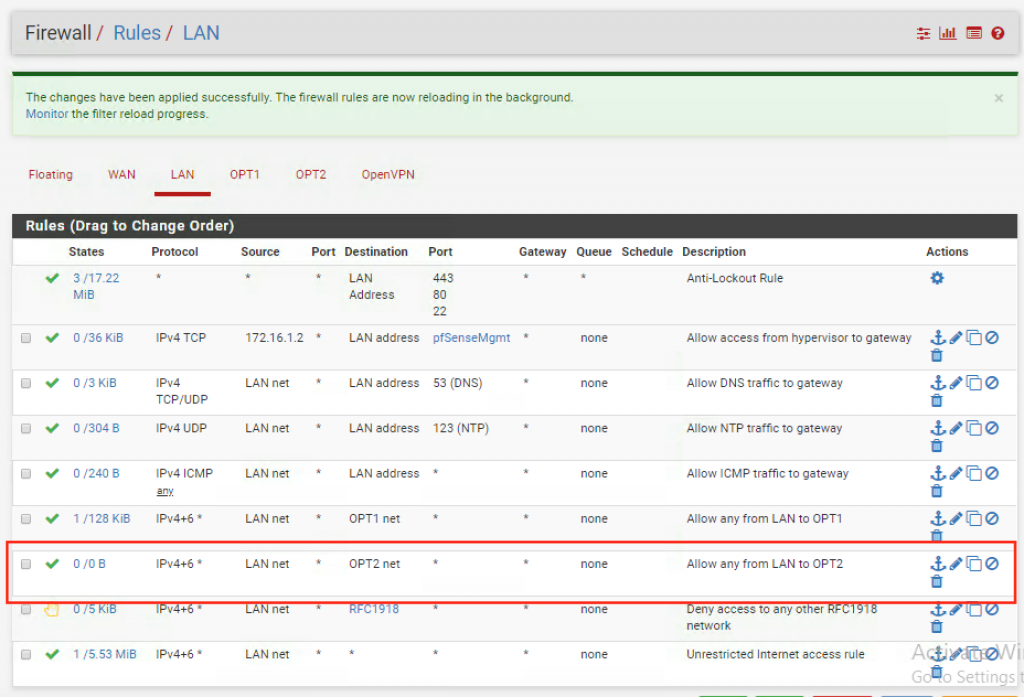 Firewall / Rules / LAN
The changes have been applied successfully. The firewall rules are now reloading in the background.
Monitor the filter reload progress.
×
Floating WAN LAN OPT1 OPT2 OpenVPN
Rules (Drag to Change Order)
States Protocol Source Port Destination Port Gateway Queue Schedule Description Actions
3 /17.22 * * * LAN 443 * * Anti-Lockout Rule
MiB Address 80
22
0 /36 KiB IPv4 TCP 172.16.1.2 * LAN address pfSenseMgmt * none Allow access from hypervisor to gateway
0 /3 KiB IPv4 LAN net * LAN address 53 (DNS) * none Allow DNS traffic to gateway
TCP/UDP
0 /304 B IPv4 UDP LAN net * LAN address 123 (NTP) * none Allow NTP traffic to gateway
0 /240 B IPv4 ICMP LAN net * LAN address * * none Allow ICMP traffic to gateway
any
1 /128 KiB IPv4+6 * LAN net * OPT1 net * * none Allow any from LAN to OPT1
0 /0 B IPv4+6 * LAN net * OPT2 net * * none Allow any from LAN to OPT2
0 /5 KiB IPv4+6 * LAN net * RFC1918 * * none Deny access to any other RFC1918
network
1 /5.53 MiB IPv4+6 * LAN net * * * * none Unrestricted Internet access rule
Activate Wi
Go to Settings t